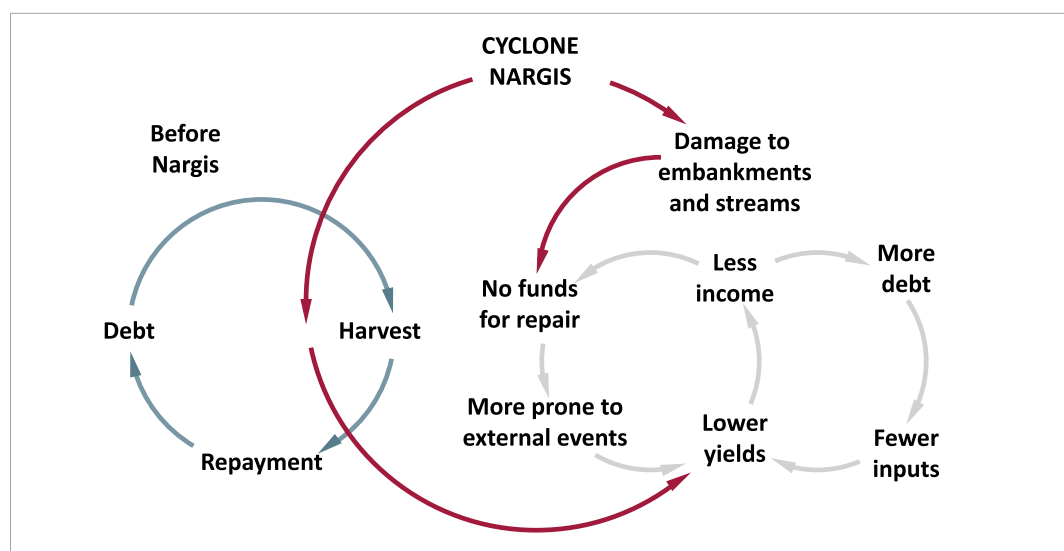 CYCLONE
NARGIS
Before
Nargis
Damage to
embankments
and streams
Debt
Harvest
Repayment
No funds
for repair
Less
income
More
debt
More prone to
external events
Lower
yields
Fewer
inputs